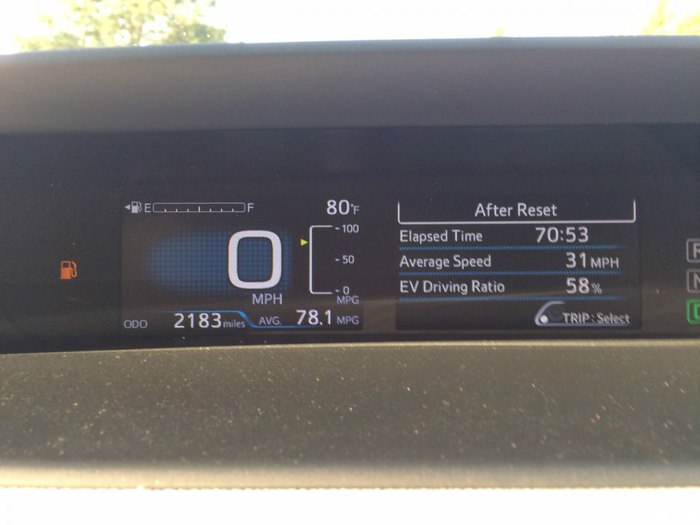 E F 80°F
100
50
0
MPG
0
MPH
ODO 2183 miles AVG. 78.1 MPG
After Reset
Elapsed Time 70:53
Average Speed 31 MPH
EV Driving Ratio 58 %
TRIP : Select
N
D